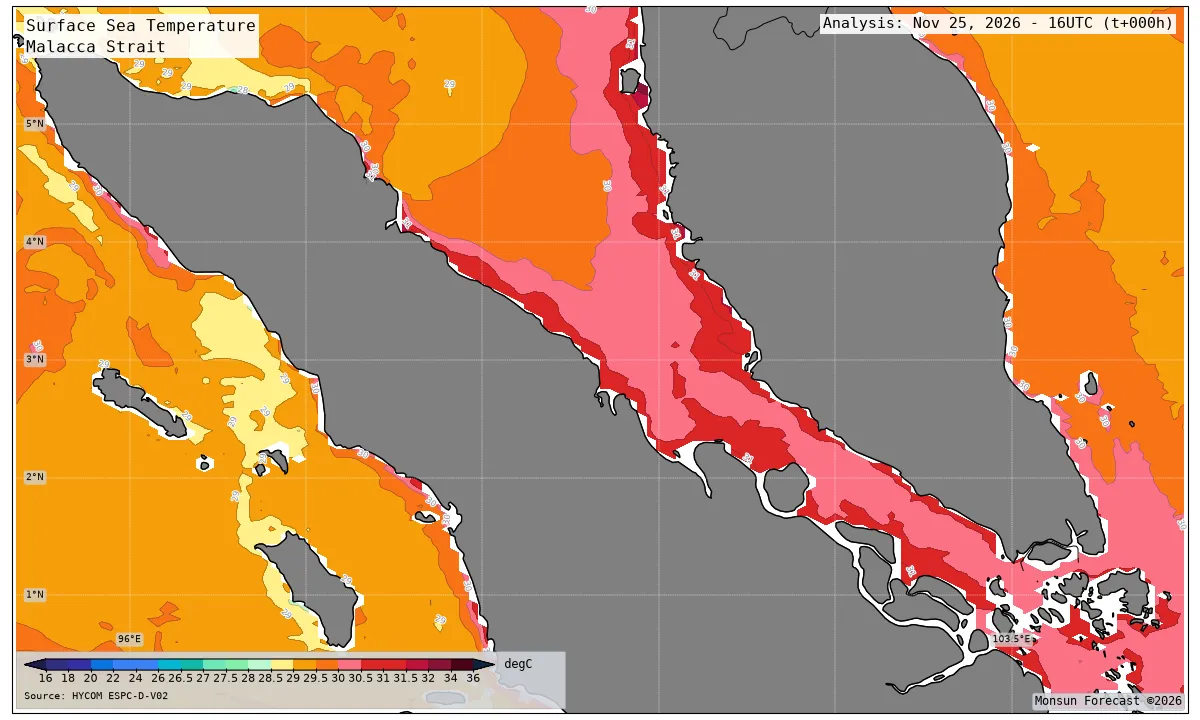 Surface Sea Temperature
Malacca Strait
Analysis: Nov 25, 2026 - 16UTC (t+000h)
5°N
4°N
3°N
2°N
1°N
96°E
103.5°E
degC
16 18 20 22 24 26 26.5 27 27.5 28 28.5 29 29.5 30 30.5 31 31.5 32 34 36
Source: HYCOM ESPC-D-V02
Monsun Forecast ©2026